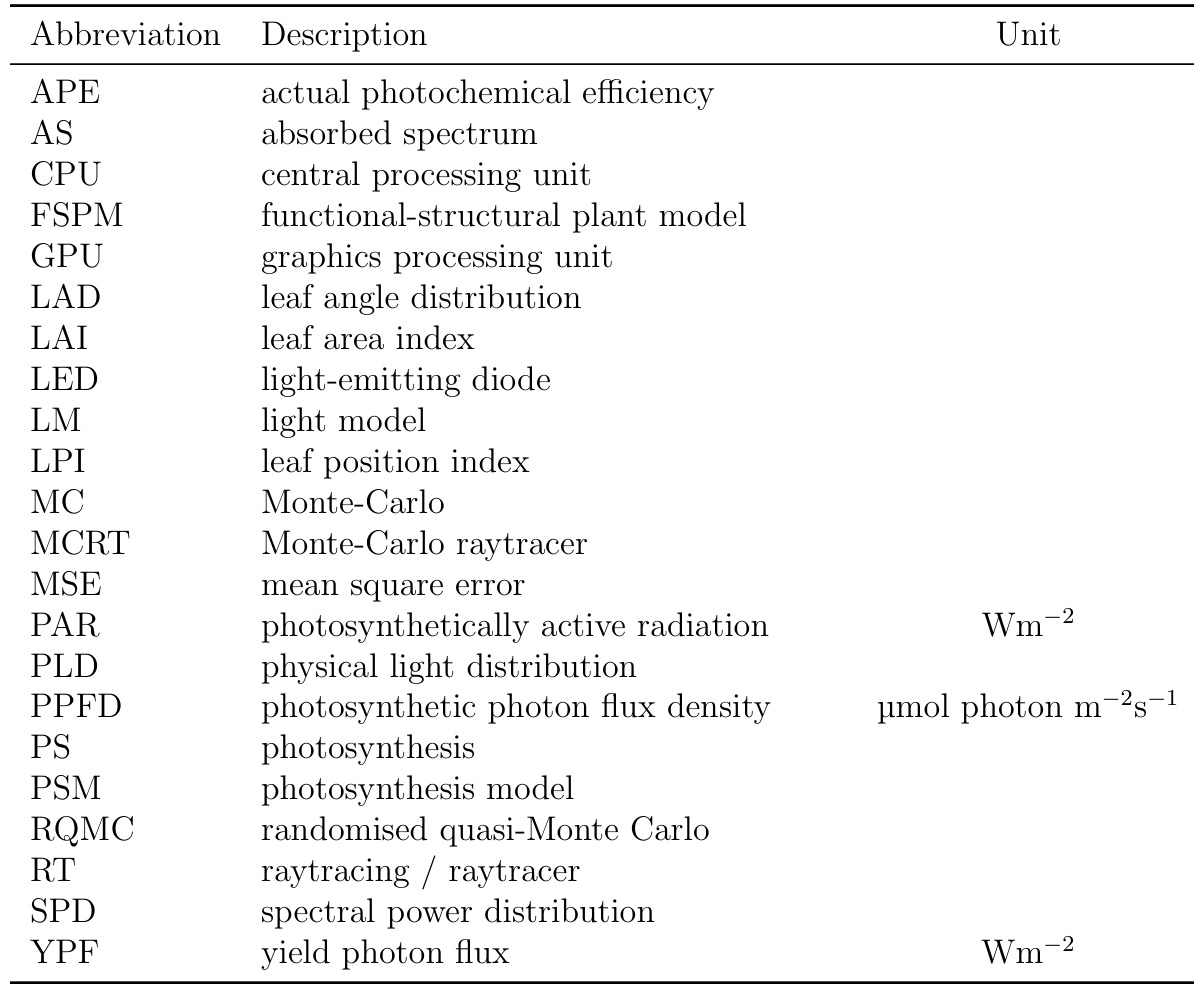 Abbreviation Description Unit
APE actual photochemical efficiency
AS absorbed spectrum
CPU central processing unit
FSPM functional-structural plant model
GPU graphics processing unit
LAD leaf angle distribution
LAI leaf area index
LED light-emitting diode
LM light model
LPI leaf position index
MC Monte-Carlo
MCRT Monte-Carlo raytracer
MSE mean square error
PAR photosynthetically active radiation Wm⁻²
PLD physical light distribution
PPFD photosynthetic photon flux density µmol photon m⁻²s⁻¹
PS photosynthesis
PSM photosynthesis model
RQMC randomised quasi-Monte Carlo
RT raytracing / raytracer
SPD spectral power distribution
YPF yield photon flux Wm⁻²